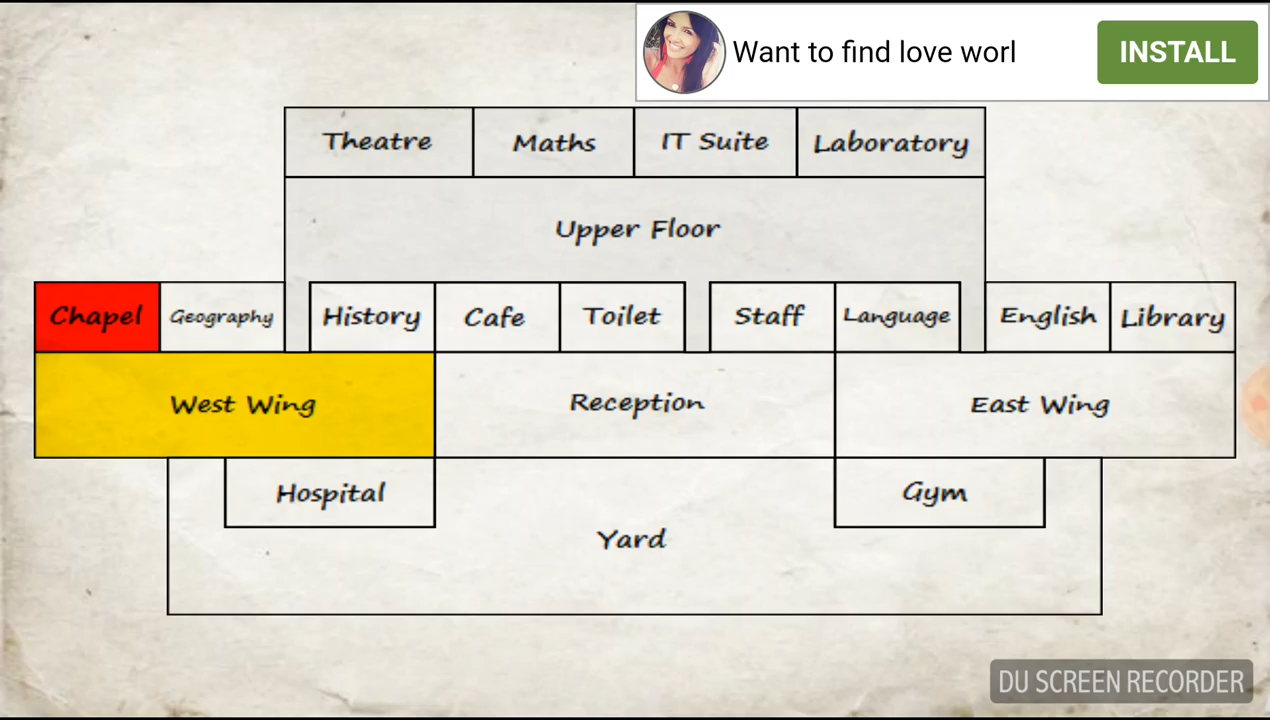 Want to find love worl
INSTALL
Theatre
Maths
IT Suite
Laboratory
Upper Floor
Chapel
Geography
History
Cafe
Toilet
Staff
Language
English
Library
West Wing
Reception
East Wing
Hospital
Gym
Yard
DU SCREEN RECORDER